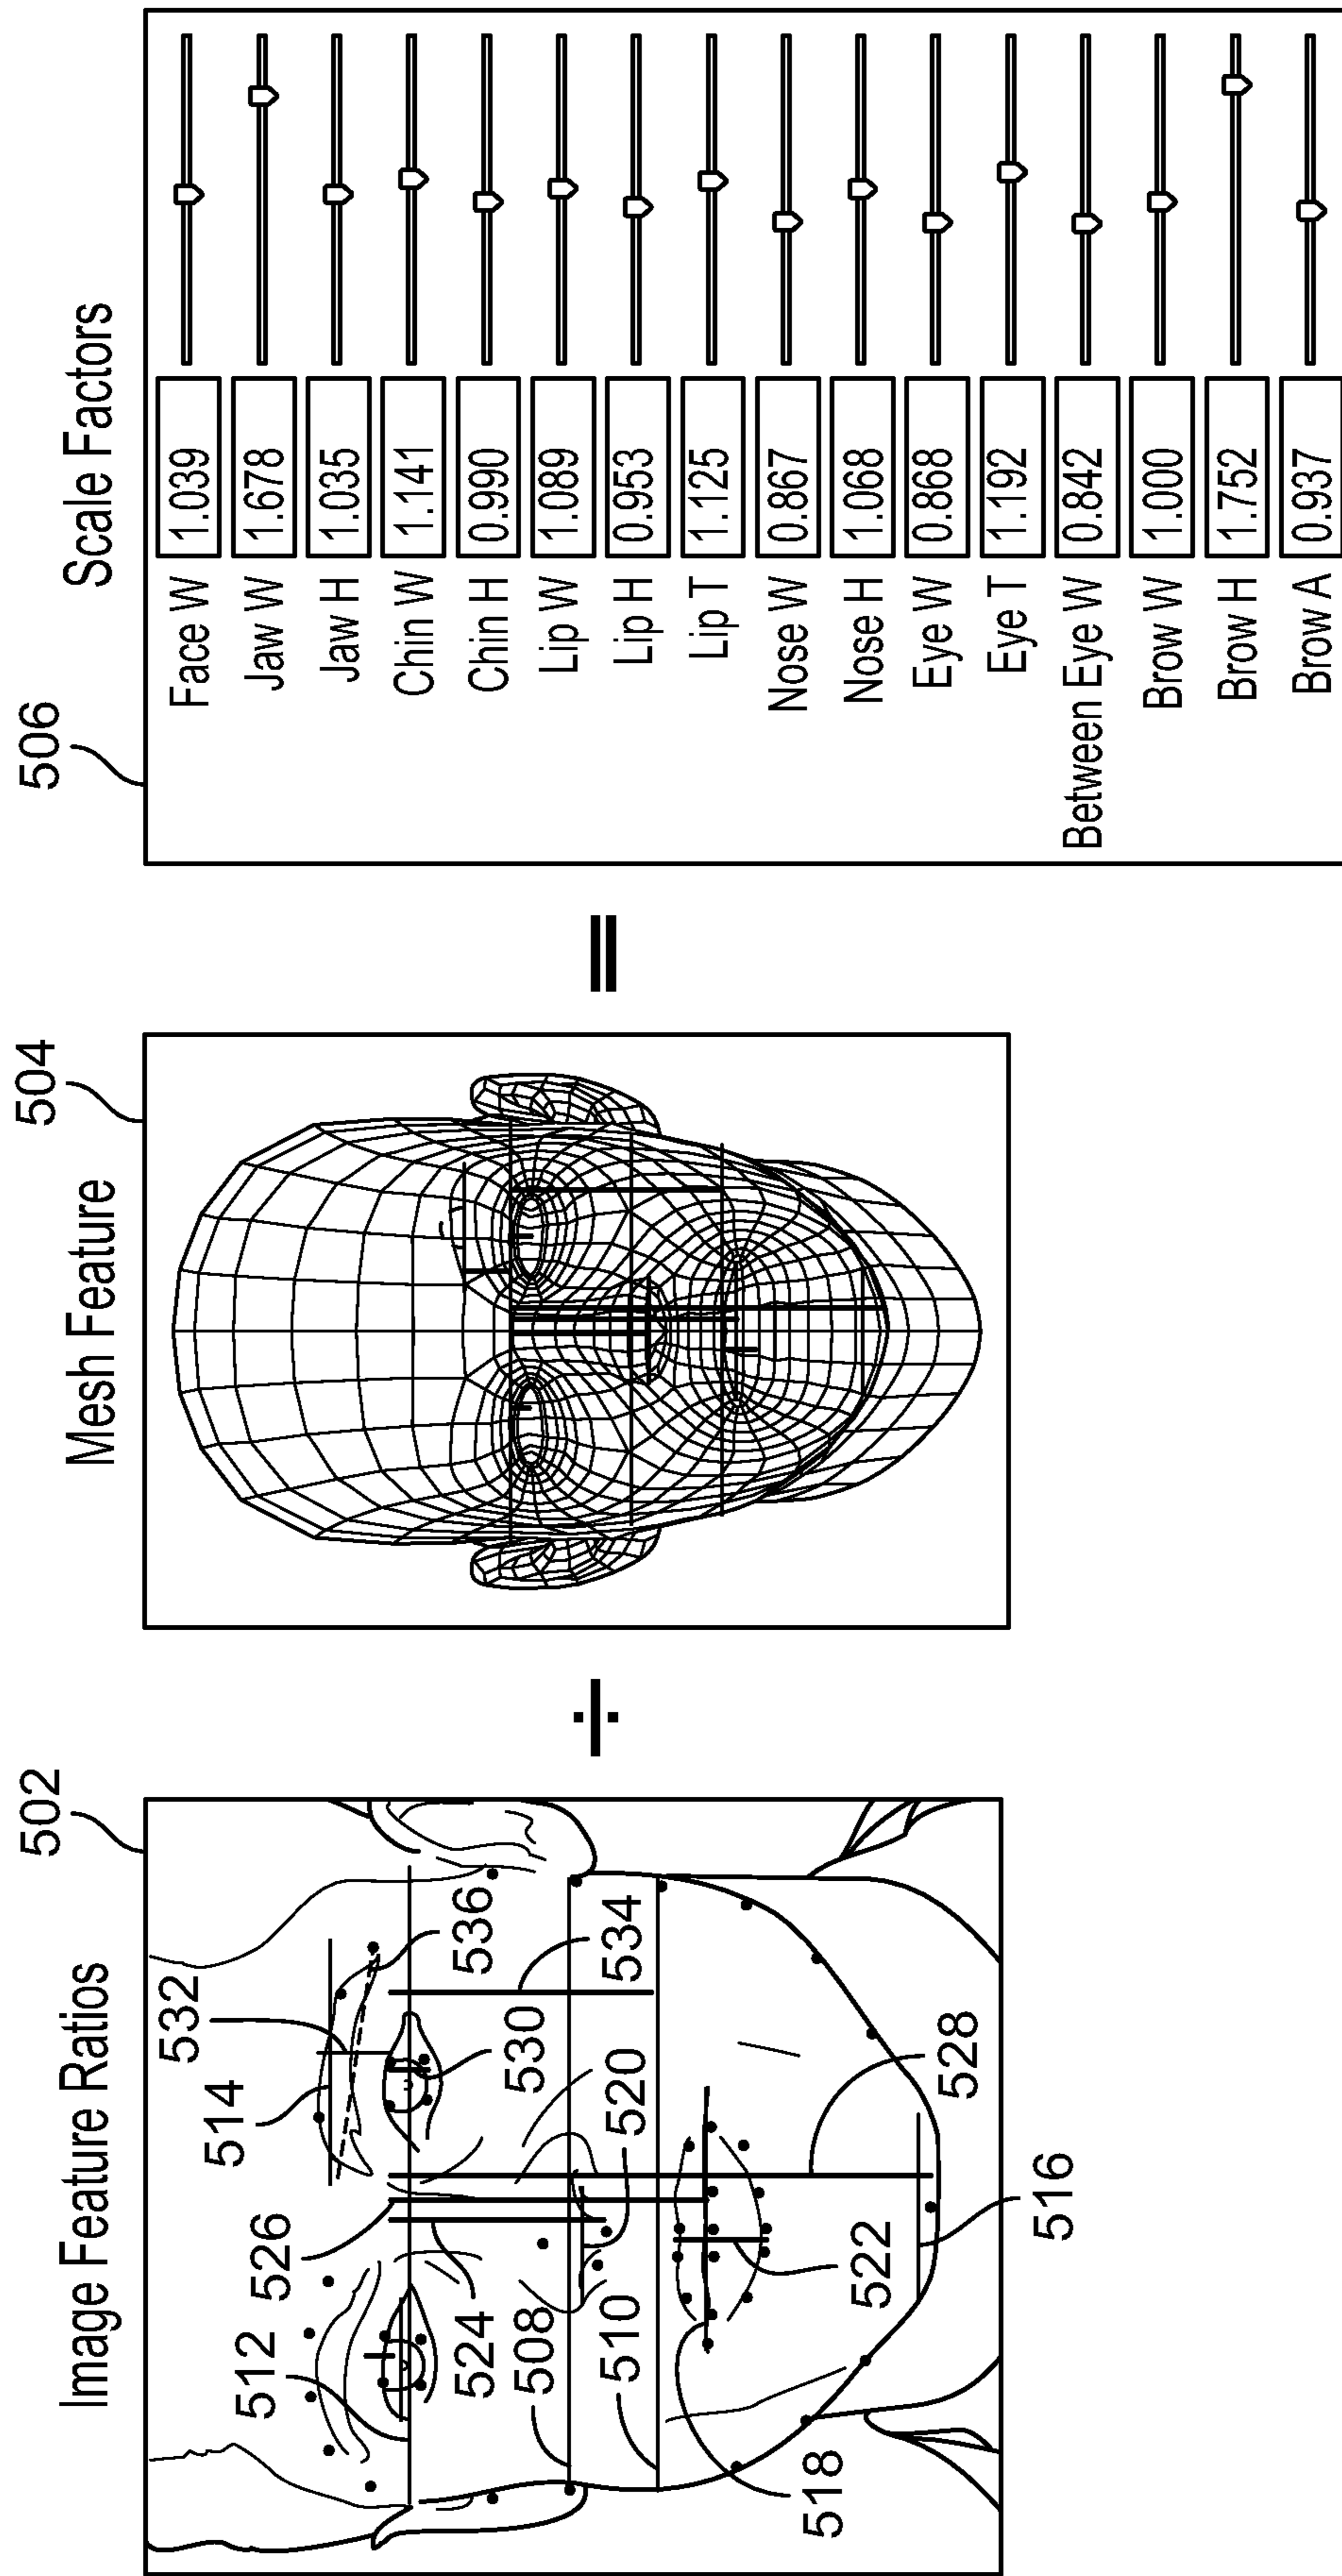 Image Feature Ratios
502
532
514
536
526
512
530
534
524
520
508
510
528
522
518
516
÷
Mesh Feature
504
=
Scale Factors
506
Face W 1.039
Jaw W 1.678
Jaw H 1.035
Chin W 1.141
Chin H 0.990
Lip W 1.089
Lip H 0.953
Lip T 1.125
Nose W 0.867
Nose H 1.068
Eye W 0.868
Eye T 1.192
Between Eye W 0.842
Brow W 1.000
Brow H 1.752
Brow A 0.937